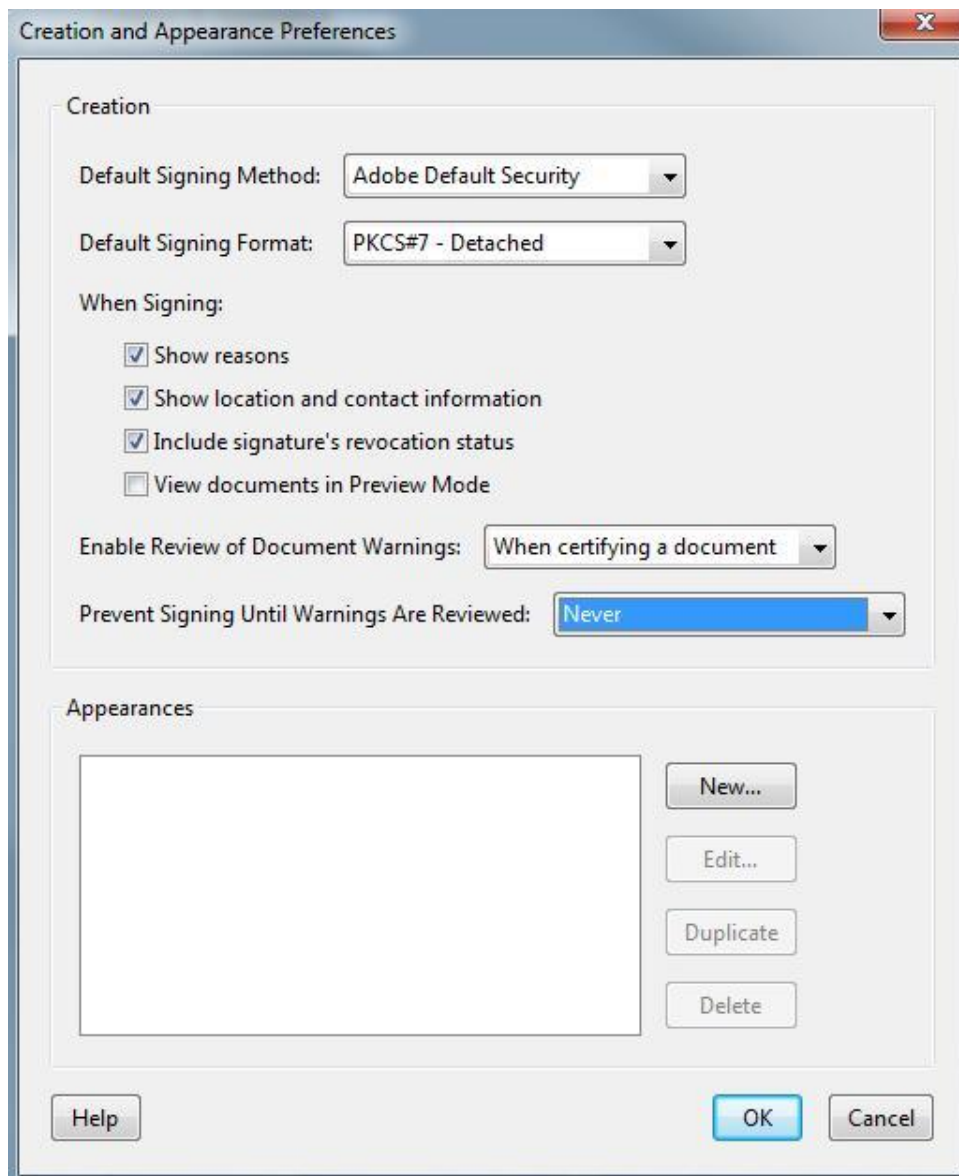 Creation and Appearance Preferences
Creation
Default Signing Method: Adobe Default Security
Default Signing Format: PKCS#7 - Detached
When Signing:
Show reasons
Show location and contact information
Include signature's revocation status
View documents in Preview Mode
Enable Review of Document Warnings: When certifying a document
Prevent Signing Until Warnings Are Reviewed: Never
Appearances
New...
Edit...
Duplicate
Delete
Help OK Cancel